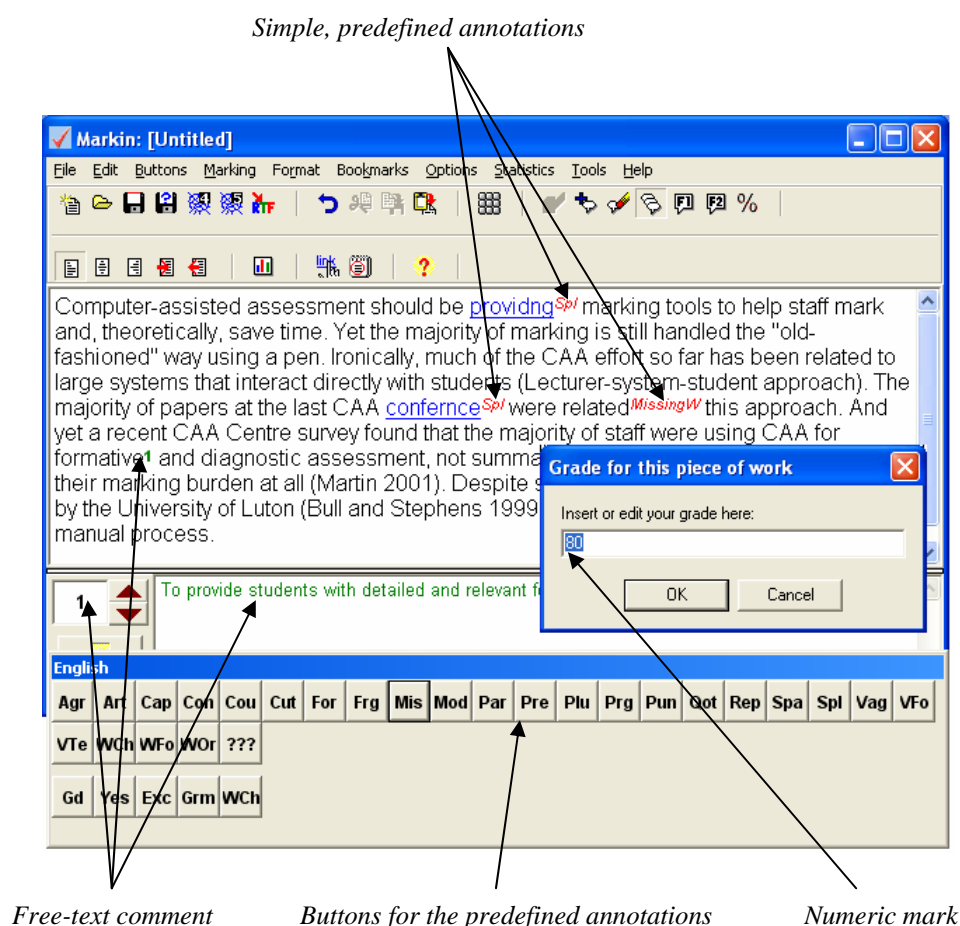 Simple, predefined annotations
Markin: [Untitled]
File Edit Buttons Marking Format Bookmarks Options Statistics Tools Help
RTF F1 F2 %
link ?
Computer-assisted assessment should be providngSpl marking tools to help staff mark
and, theoretically, save time. Yet the majority of marking is still handled the "old-
fashioned" way using a pen. Ironically, much of the CAA effort so far has been related to
large systems that interact directly with students (Lecturer-system-student approach). The
majority of papers at the last CAA confernceSpl were relatedMissingW this approach. And
yet a recent CAA Centre survey found that the majority of staff were using CAA for
formative1 and diagnostic assessment, not summa
their marking burden at all (Martin 2001). Despite s
by the University of Luton (Bull and Stephens 1999
manual process.
Grade for this piece of work
Insert or edit your grade here:
80
OK Cancel
1
To provide students with detailed and relevant f
English
Agr Art Cap Con Cou Cut For Frg Mis Mod Par Pre Plu Prg Pun Qot Rep Spa Spl Vag VFo
VTe WCh WFo WOr ???
Gd Yes Exc Grm WCh
Free-text comment Buttons for the predefined annotations Numeric mark